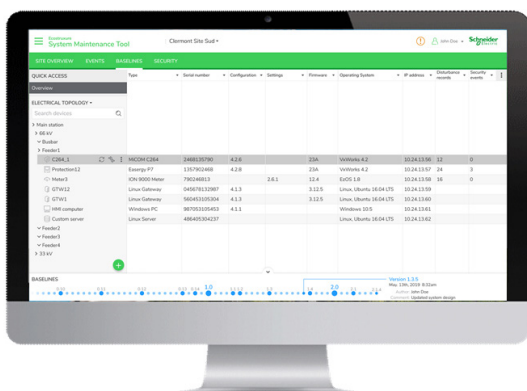 EcoStruxure
System Maintenance Tool
Clermont Site Sud
John Doe
Schneider
Electric
SITE OVERVIEW EVENTS BASELINES SECURITY
QUICK ACCESS
Type Serial number Configuration Settings Firmware Operating System IP address Disturbance records Security events
Overview
ELECTRICAL TOPOLOGY
Search devices
Main station
Busbar
Feeder1
C264_1 MiCOM C264 2468135790 4.2.6 23A VxWorks 4.2 10.24.13.56 12 0
Protection12 Easergy P7 1357902468 4.2.8 23A VxWorks 4.2 10.24.13.57 24 3
Meter3 ION 9000 Meter 790246813 2.6.1 12.4 EzOS 1.8 10.24.13.58 16 0
GTW12 Linux Gateway 045678132987 4.1.3 3.12.5 Linux, Ubuntu 16.04 LTS 10.24.13.59
GTW1 Linux Gateway 560453105304 4.1.3 3.12.5 Linux, Ubuntu 16.04 LTS 10.24.13.60
HMI computer Windows PC 987053105453 4.1.1 Windows 10.5 10.24.13.61
Custom server Linux Server 486405304237 Linux, Ubuntu 16.04 LTS 10.24.13.62
Feeder2
Feeder3
Feeder4
33 kV
BASELINES
1.0
2.0
Version 1.3.5
May, 13th, 2019 8:32am
Author: John Doe
Comment: Updated system design